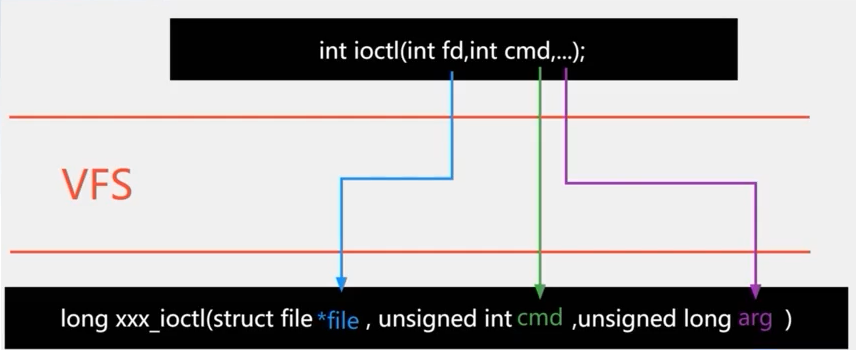 int ioctl(int fd,int cmd,...);
VFS
long xxx_ioctl(struct file *file , unsigned int cmd ,unsigned long arg )